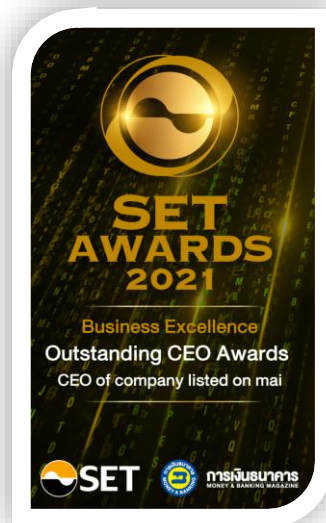 SET
AWARDS
2021
Business Excellence
Outstanding CEO Awards
CEO of company listed on mai
SET
การเงินธนาคาร
MONEY & BANKING MAGAZINE